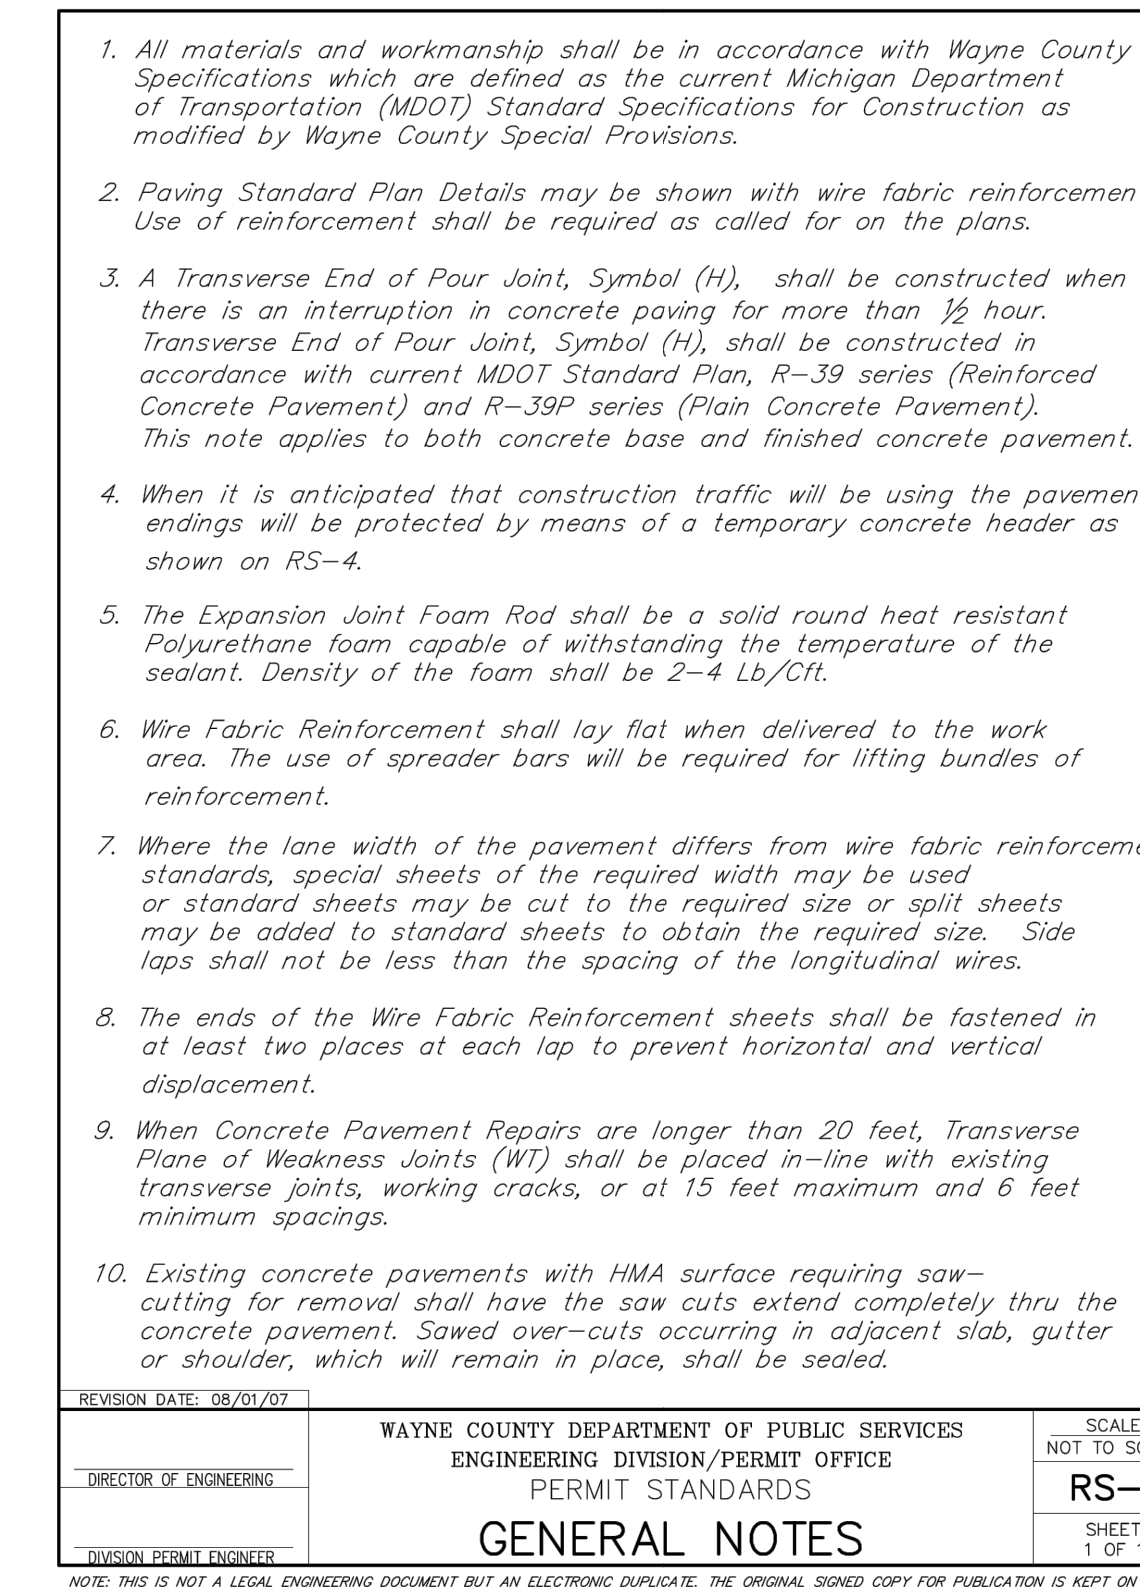 1. All materials and workmanship shall be in accordance with Wayne County
Specifications which are defined as the current Michigan Department
of Transportation (MDOT) Standard Specifications for Construction as
modified by Wayne County Special Provisions.
2. Paving Standard Plan Details may be shown with wire fabric reinforcemen
Use of reinforcement shall be required as called for on the plans.
3. A Transverse End of Pour Joint, Symbol (H), shall be constructed when
there is an interruption in concrete paving for more than ½ hour.
Transverse End of Pour Joint, Symbol (H), shall be constructed in
accordance with current MDOT Standard Plan, R-39 series (Reinforced
Concrete Pavement) and R-39P series (Plain Concrete Pavement).
This note applies to both concrete base and finished concrete pavement.
4. When it is anticipated that construction traffic will be using the pavemen
endings will be protected by means of a temporary concrete header as
shown on RS-4.
5. The Expansion Joint Foam Rod shall be a solid round heat resistant
Polyurethane foam capable of withstanding the temperature of the
sealant. Density of the foam shall be 2-4 Lb/Cft.
6. Wire Fabric Reinforcement shall lay flat when delivered to the work
area. The use of spreader bars will be required for lifting bundles of
reinforcement.
7. Where the lane width of the pavement differs from wire fabric reinforceme
standards, special sheets of the required width may be used
or standard sheets may be cut to the required size or split sheets
may be added to standard sheets to obtain the required size. Side
laps shall not be less than the spacing of the longitudinal wires.
8. The ends of the Wire Fabric Reinforcement sheets shall be fastened in
at least two places at each lap to prevent horizontal and vertical
displacement.
9. When Concrete Pavement Repairs are longer than 20 feet, Transverse
Plane of Weakness Joints (WT) shall be placed in-line with existing
transverse joints, working cracks, or at 15 feet maximum and 6 feet
minimum spacings.
10. Existing concrete pavements with HMA surface requiring saw-
cutting for removal shall have the saw cuts extend completely thru the
concrete pavement. Sawed over-cuts occurring in adjacent slab, gutter
or shoulder, which will remain in place, shall be sealed.
REVISION DATE: 08/01/07
DIRECTOR OF ENGINEERING
DIVISION PERMIT ENGINEER
WAYNE COUNTY DEPARTMENT OF PUBLIC SERVICES
ENGINEERING DIVISION/PERMIT OFFICE
PERMIT STANDARDS
GENERAL NOTES
SCALE
NOT TO SC
RS-
SHEET
1 OF 1
NOTE: THIS IS NOT A LEGAL ENGINEERING DOCUMENT BUT AN ELECTRONIC DUPLICATE. THE ORIGINAL SIGNED COPY FOR PUBLICATION IS KEPT ON